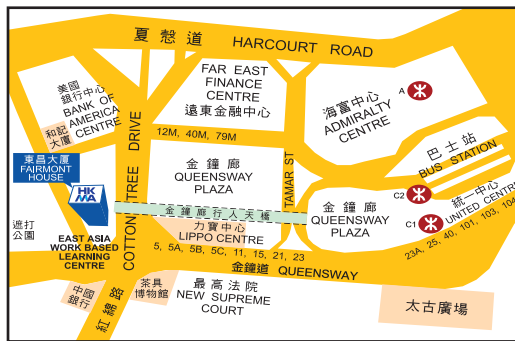 夏慤道 HARCOURT ROAD
美國
銀行中心
BANK OF
AMERICA
CENTRE
和記
大廈
FAR EAST
FINANCE
CENTRE
遠東金融中心
海富中心
ADMIRALTY
CENTRE
A
12M, 40M, 79M
COTTON TREE DRIVE
紅綿路
TAMAR ST
巴士站
BUS STATION
東昌大廈
FAIRMONT
HOUSE
HK
MA
金鐘廊
QUEENSWAY
PLAZA
金鐘廊
QUEENSWAY
PLAZA
C2
C1
統一中心
UNITED CENTRE
23A, 25, 40, 101, 103, 104
金鐘廊行人天橋
遮打
公園
EAST ASIA
WORK BASED
LEARNING
CENTRE
力寶中心
LIPPO CENTRE
5, 5A, 5B, 5C, 11, 15, 21, 23
金鐘道 QUEENSWAY
中國
銀行
茶具
博物館
最高法院
NEW SUPREME
COURT
太古廣場